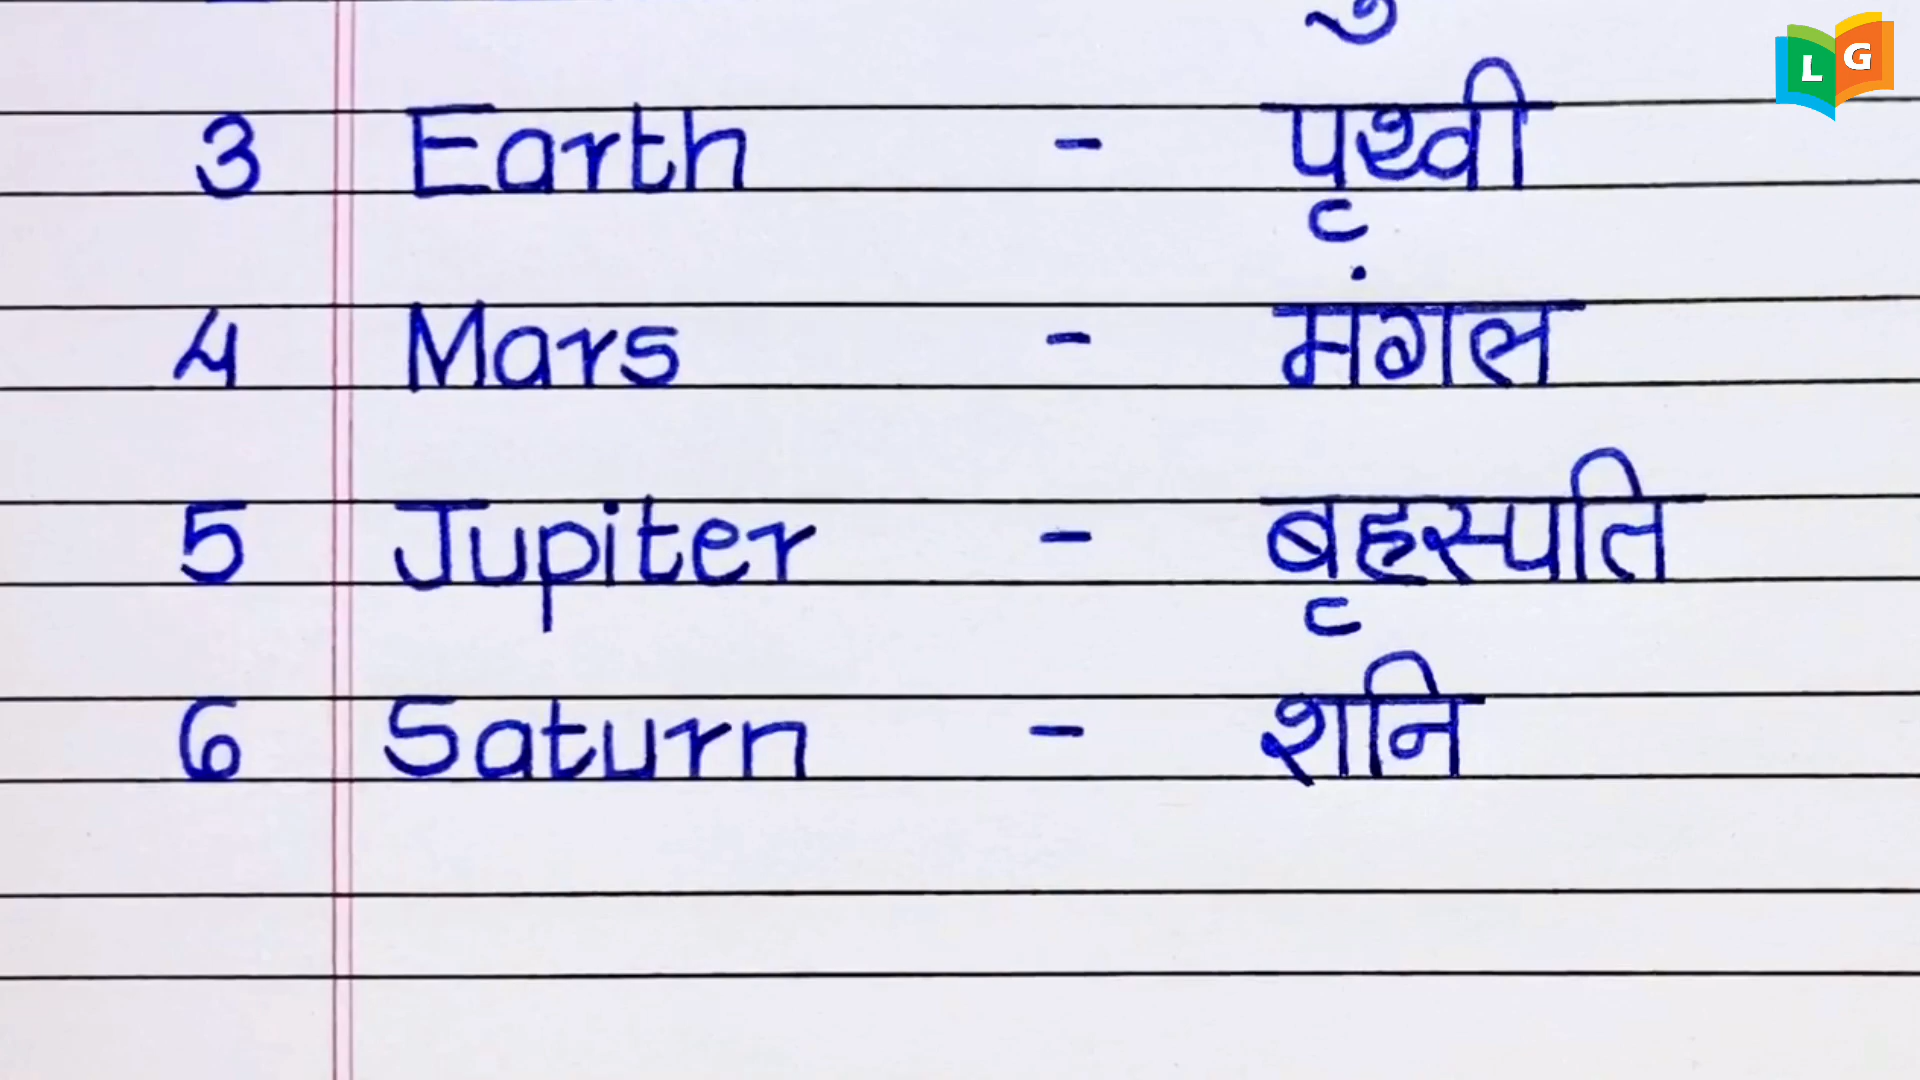 L G
3 Earth - पृथ्वी
4 Mars - मंगल
5 Jupiter - बृहस्पति
6 Saturn - शनि